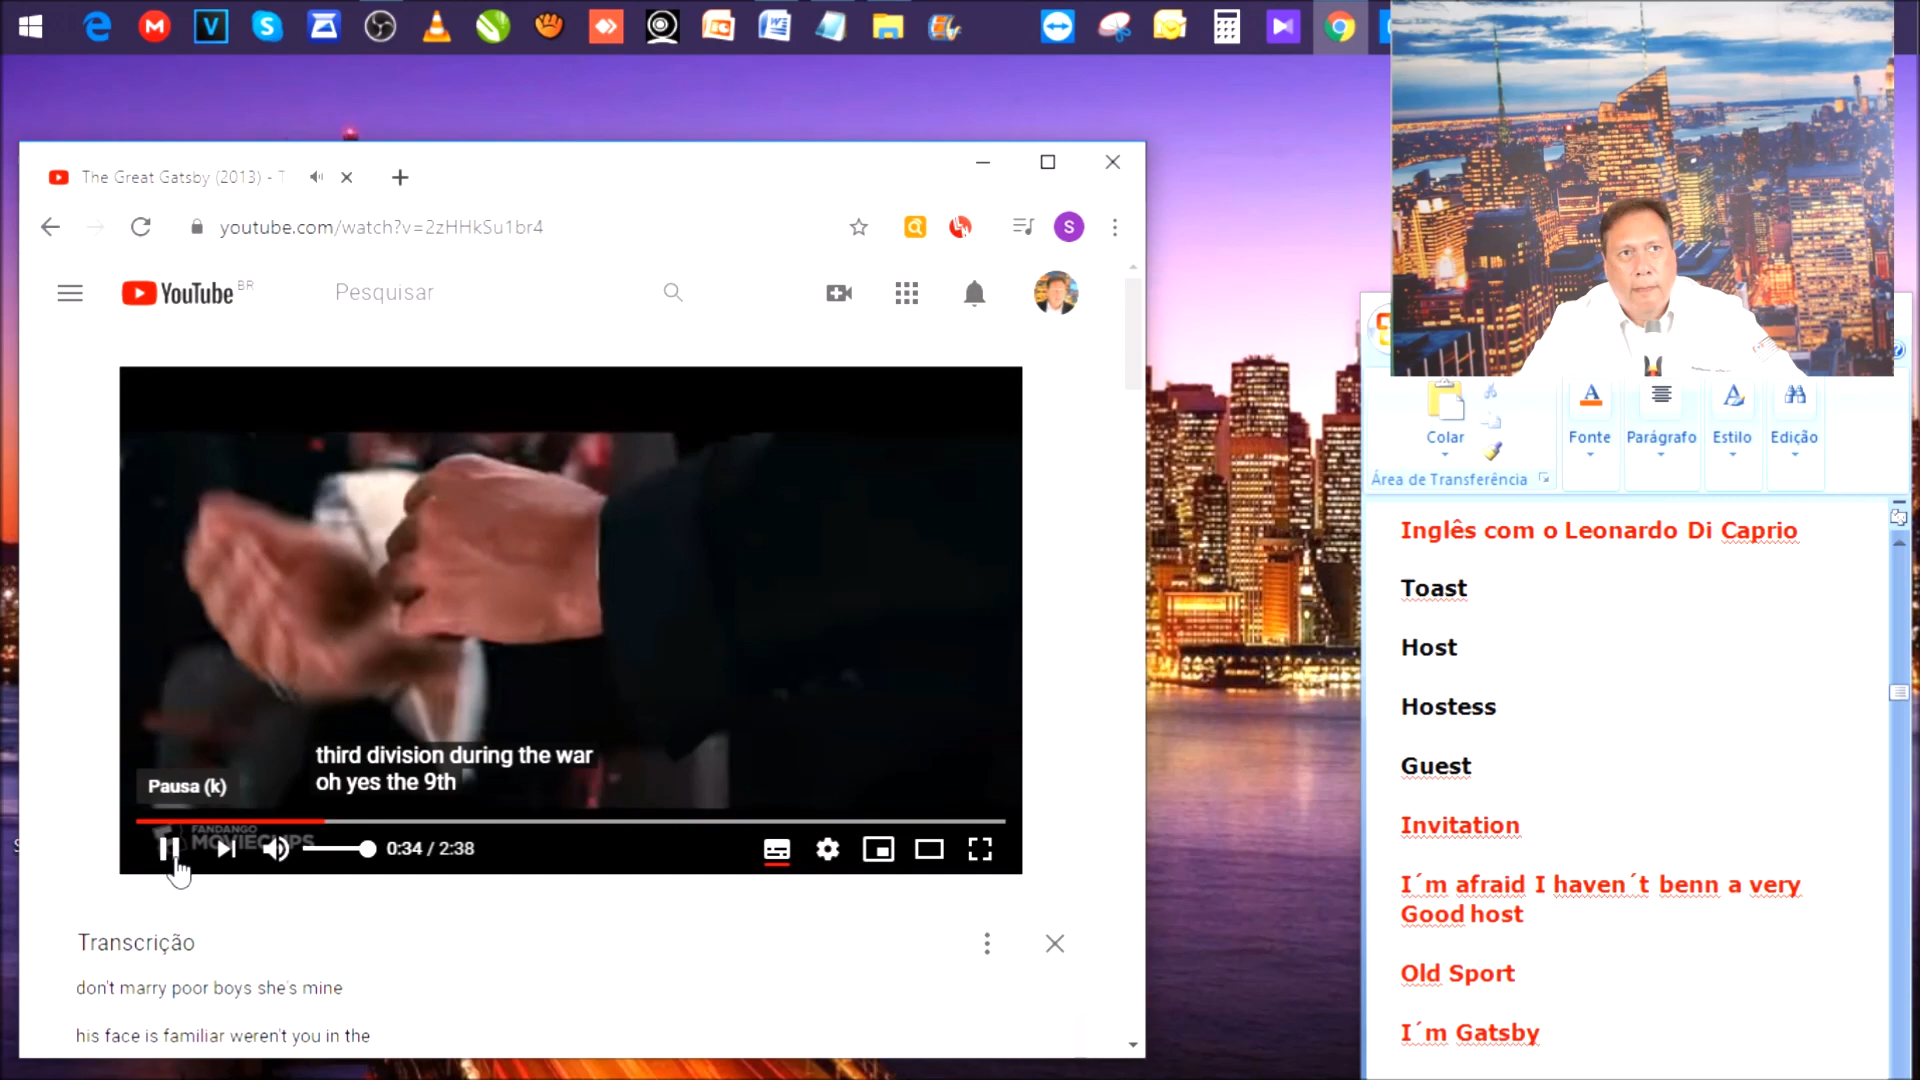 The Great Gatsby (2013) - T
youtube.com/watch?v=2zHHkSu1br4
S
YouTube BR
Pesquisar
third division during the war
oh yes the 9th
Pausa (k)
FANDANGO
MOVIECLIPS
0:34 / 2:38
Transcrição
don't marry poor boys she's mine
his face is familiar weren't you in the
Colar
Fonte
Parágrafo
Estilo
Edição
Área de Transferência
Inglês com o Leonardo Di Caprio
Toast
Host
Hostess
Guest
Invitation
I´m afraid I haven´t benn a very
Good host
Old Sport
I´m Gatsby